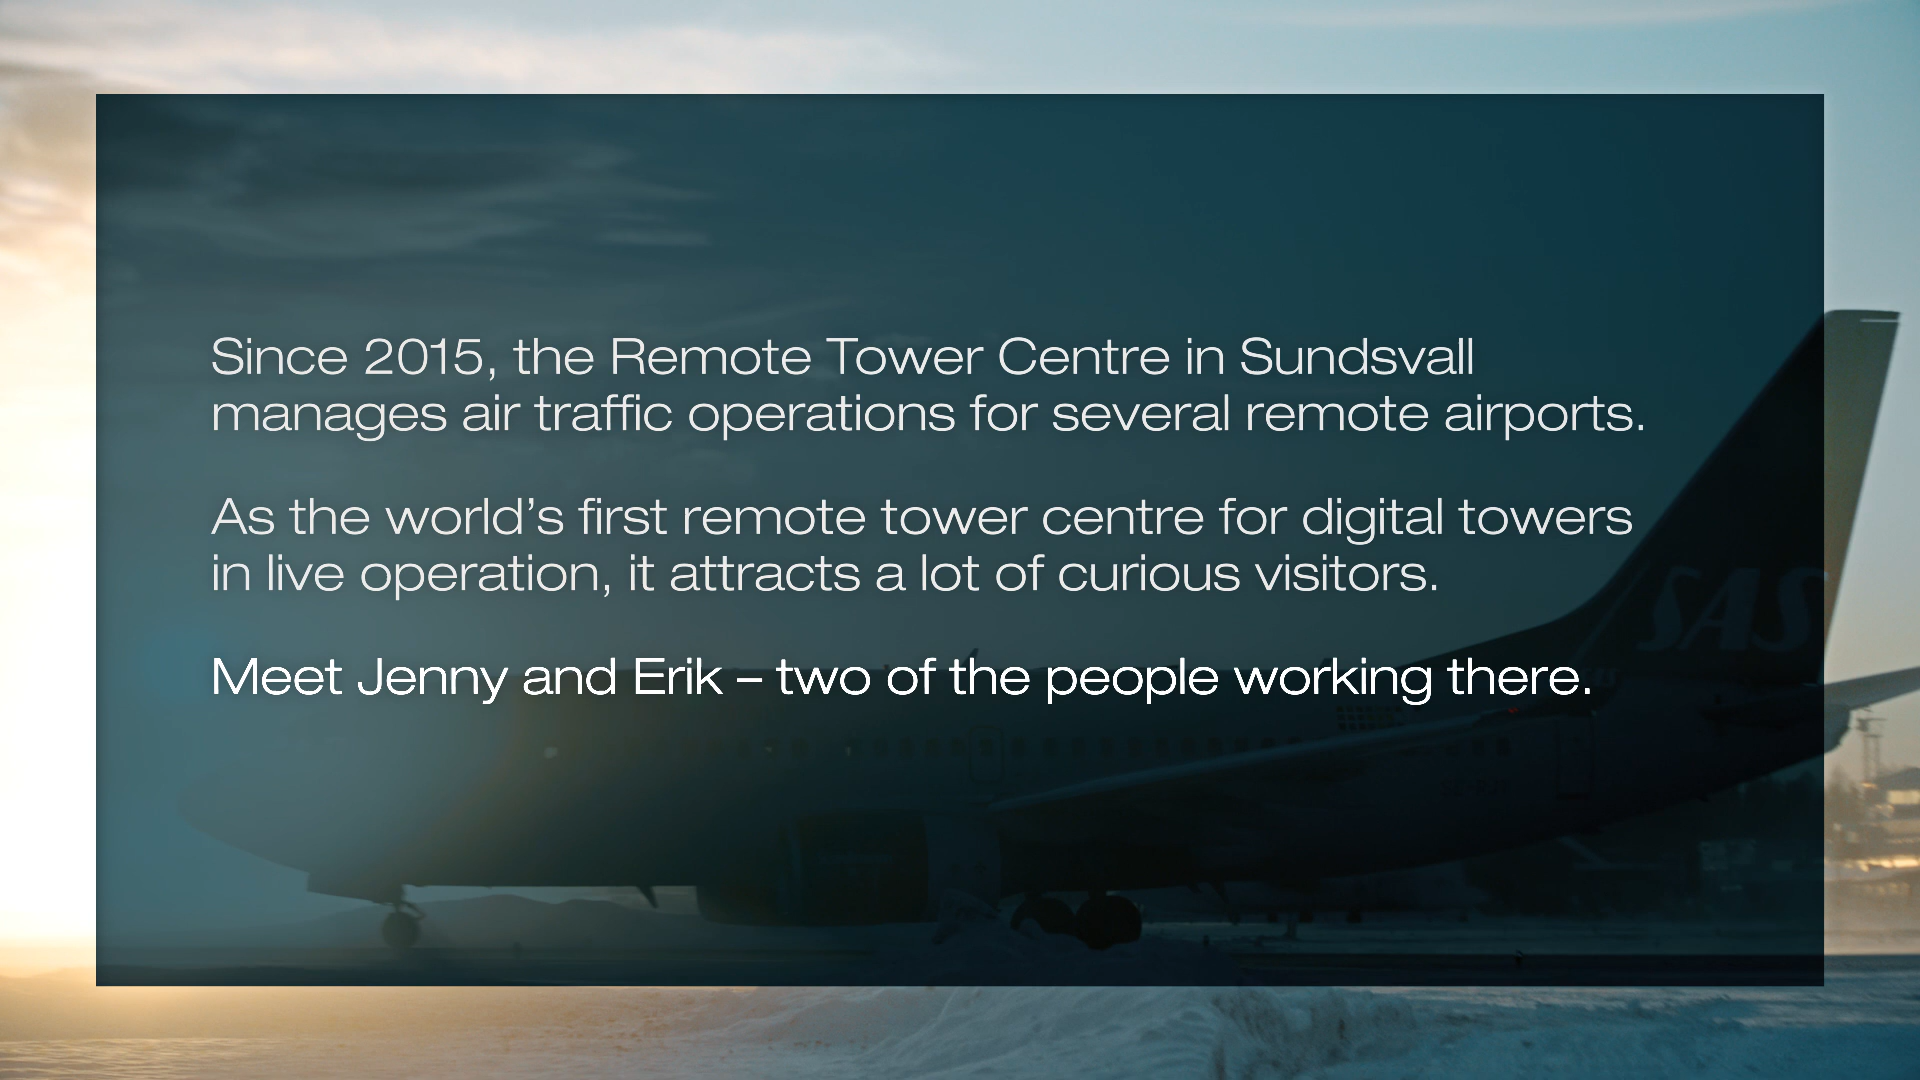 Since 2015, the Remote Tower Centre in Sundsvall
manages air traffic operations for several remote airports.
As the world’s first remote tower centre for digital towers
in live operation, it attracts a lot of curious visitors.
Meet Jenny and Erik – two of the people working there.
SAS